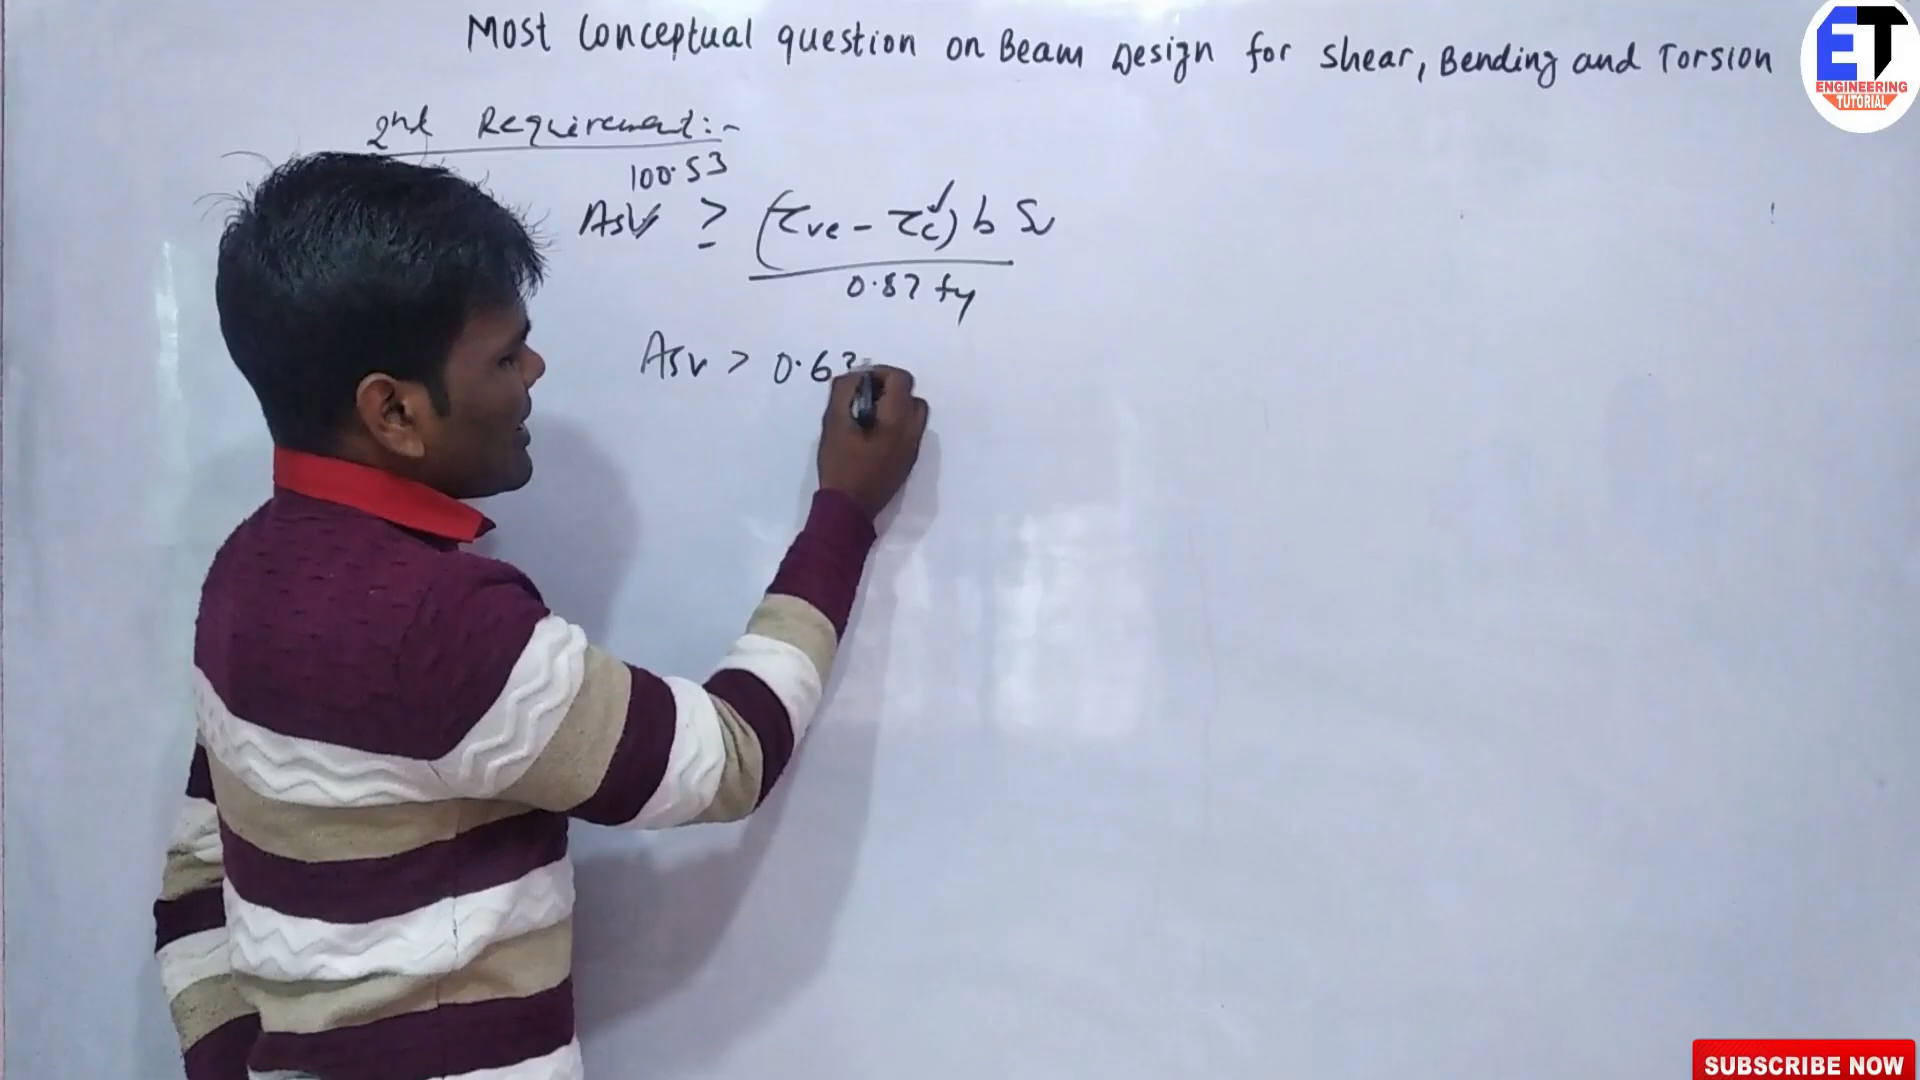 Most Conceptual question on Beam Design for Shear, Bending and Torsion
ET
ENGINEERING
TUTORIAL
2nd Requirement:-
100.53
Asv ≥ (τve - τc) b Sv
0.87 fy
Asv > 0.63
SUBSCRIBE NOW